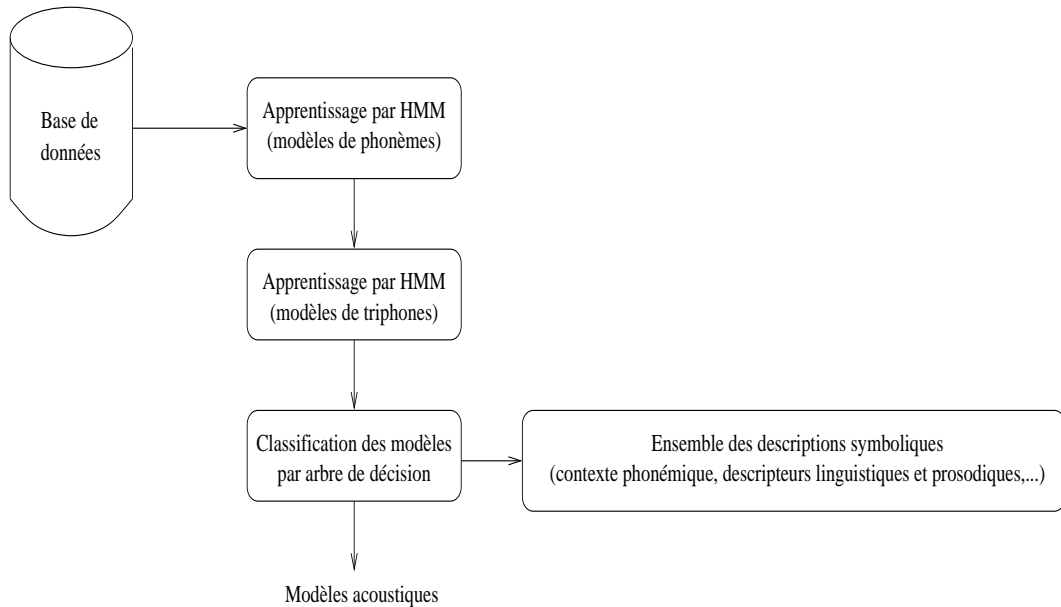 Base de
données
Apprentissage par HMM
(modèles de phonèmes)
Apprentissage par HMM
(modèles de triphones)
Classification des modèles
par arbre de décision
Ensemble des descriptions symboliques
(contexte phonémique, descripteurs linguistiques et prosodiques,...)
Modèles acoustiques